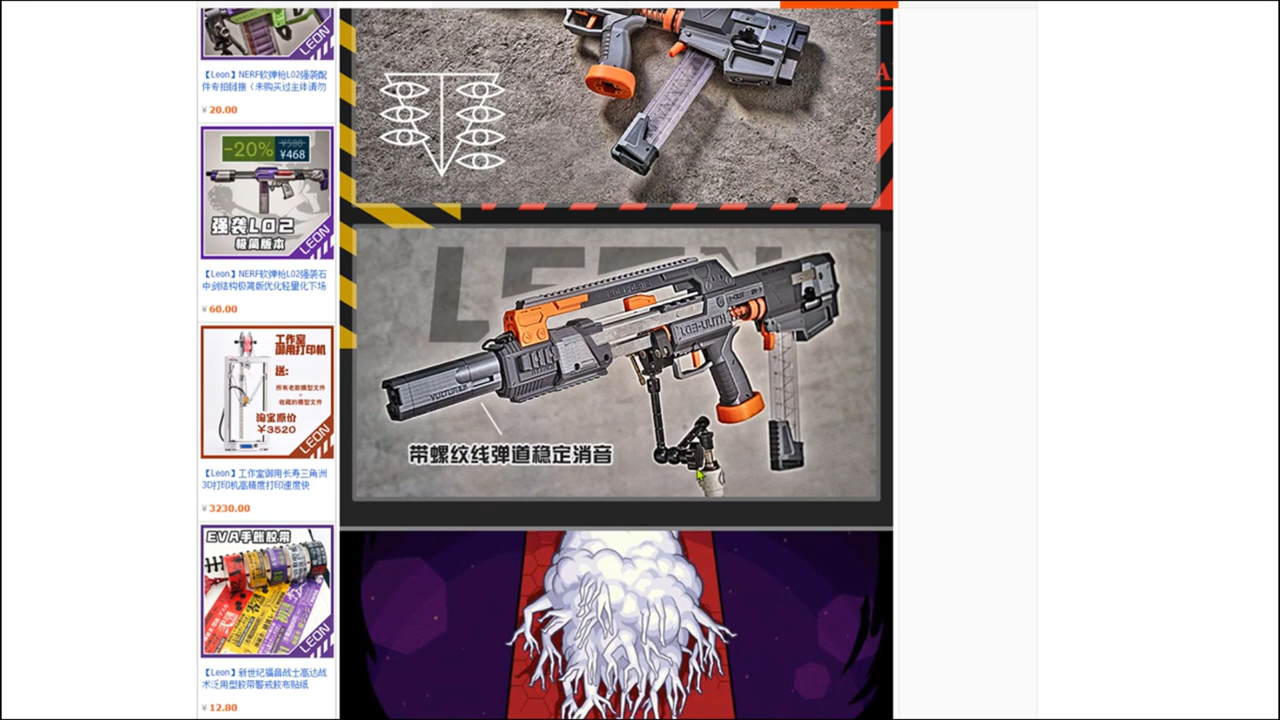 LEON
【Leon】NERF软弹枪L02强袭配
件专拍链接（未购买过主体请勿
¥ 20.00
-20%
¥580
¥468
强袭L02
极简版本
LEON
【Leon】NERF软弹枪L02强袭石
中剑结构极简版优化轻量化下场
¥ 60.00
工作室
御用打印机
送:
所有老款模型文件
+
收藏的模型文件
淘宝原价
¥3520
LEON
【Leon】工作室御用长寿三角洲
3D打印机高精度打印速度快
¥ 3230.00
EVA手账胶带
LEON
【Leon】新世纪福音战士高达战
术泛用型胶带警戒胶布贴纸
¥ 12.80
LEON
带螺纹线弹道稳定消音